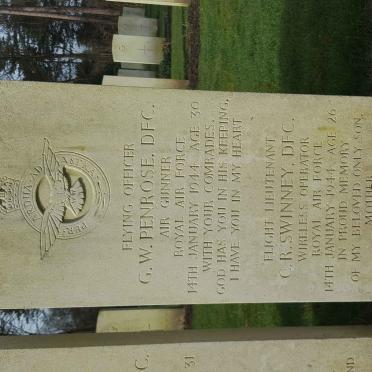 PER ARDUA AD ASTRA
FLYING OFFICER
G. W. PENROSE, DFC.
AIR GUNNER
ROYAL AIR FORCE
14TH JANUARY 1944 AGE 30
WITH YOUR COMRADES,
GOD HAS YOU IN HIS KEEPING,
I HAVE YOU IN MY HEART
FLIGHT LIEUTENANT
C. R. SWINNEY, DFC.
WIRELESS OPERATOR
ROYAL AIR FORCE
14TH JANUARY 1944 AGE 26
IN PROUD MEMORY
OF MY BELOVED ONLY SON.
MOTHER
C.
31